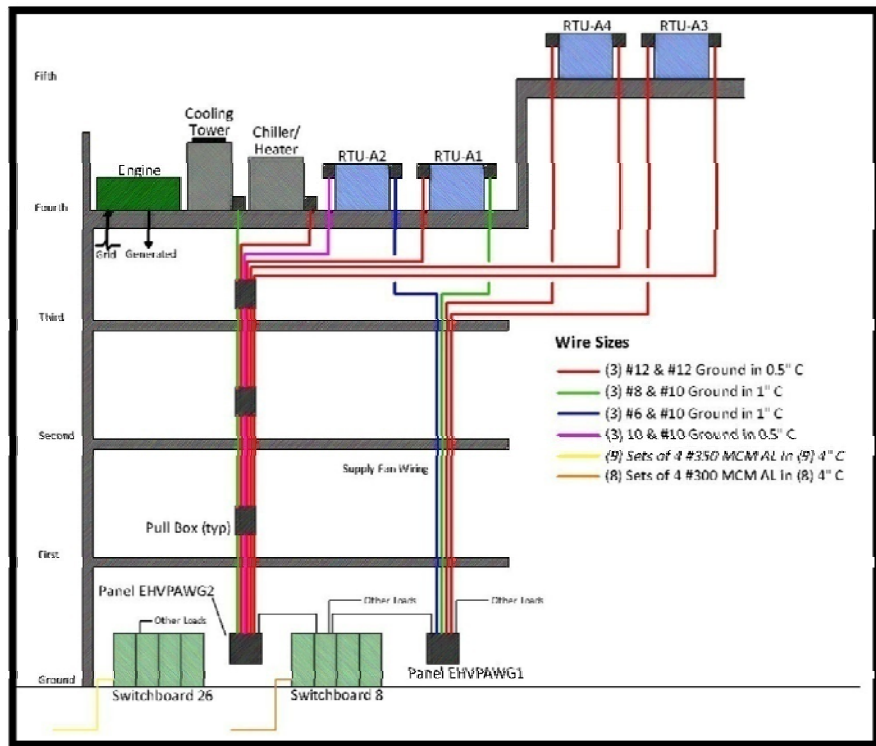 RTU-A4
RTU-A3
Fifth
Cooling
Tower
Chiller/
Heater
Engine
RTU-A2
RTU-A1
Fourth
Grid
Generated
Third
Wire Sizes
(3) #12 & #12 Ground in 0.5" C
(3) #8 & #10 Ground in 1" C
(3) #6 & #10 Ground in 1" C
(3) 10 & #10 Ground in 0.5" C
(9) Sets of 4 #350 MCM AL in (9) 4" C
(8) Sets of 4 #300 MCM AL in (8) 4" C
Second
Supply Fan Wiring
Pull Box (typ)
First
Panel EHVPAWG2
Other Loads
Other Loads
Other Loads
Panel EHVPAWG1
Ground
Switchboard 26
Switchboard 8